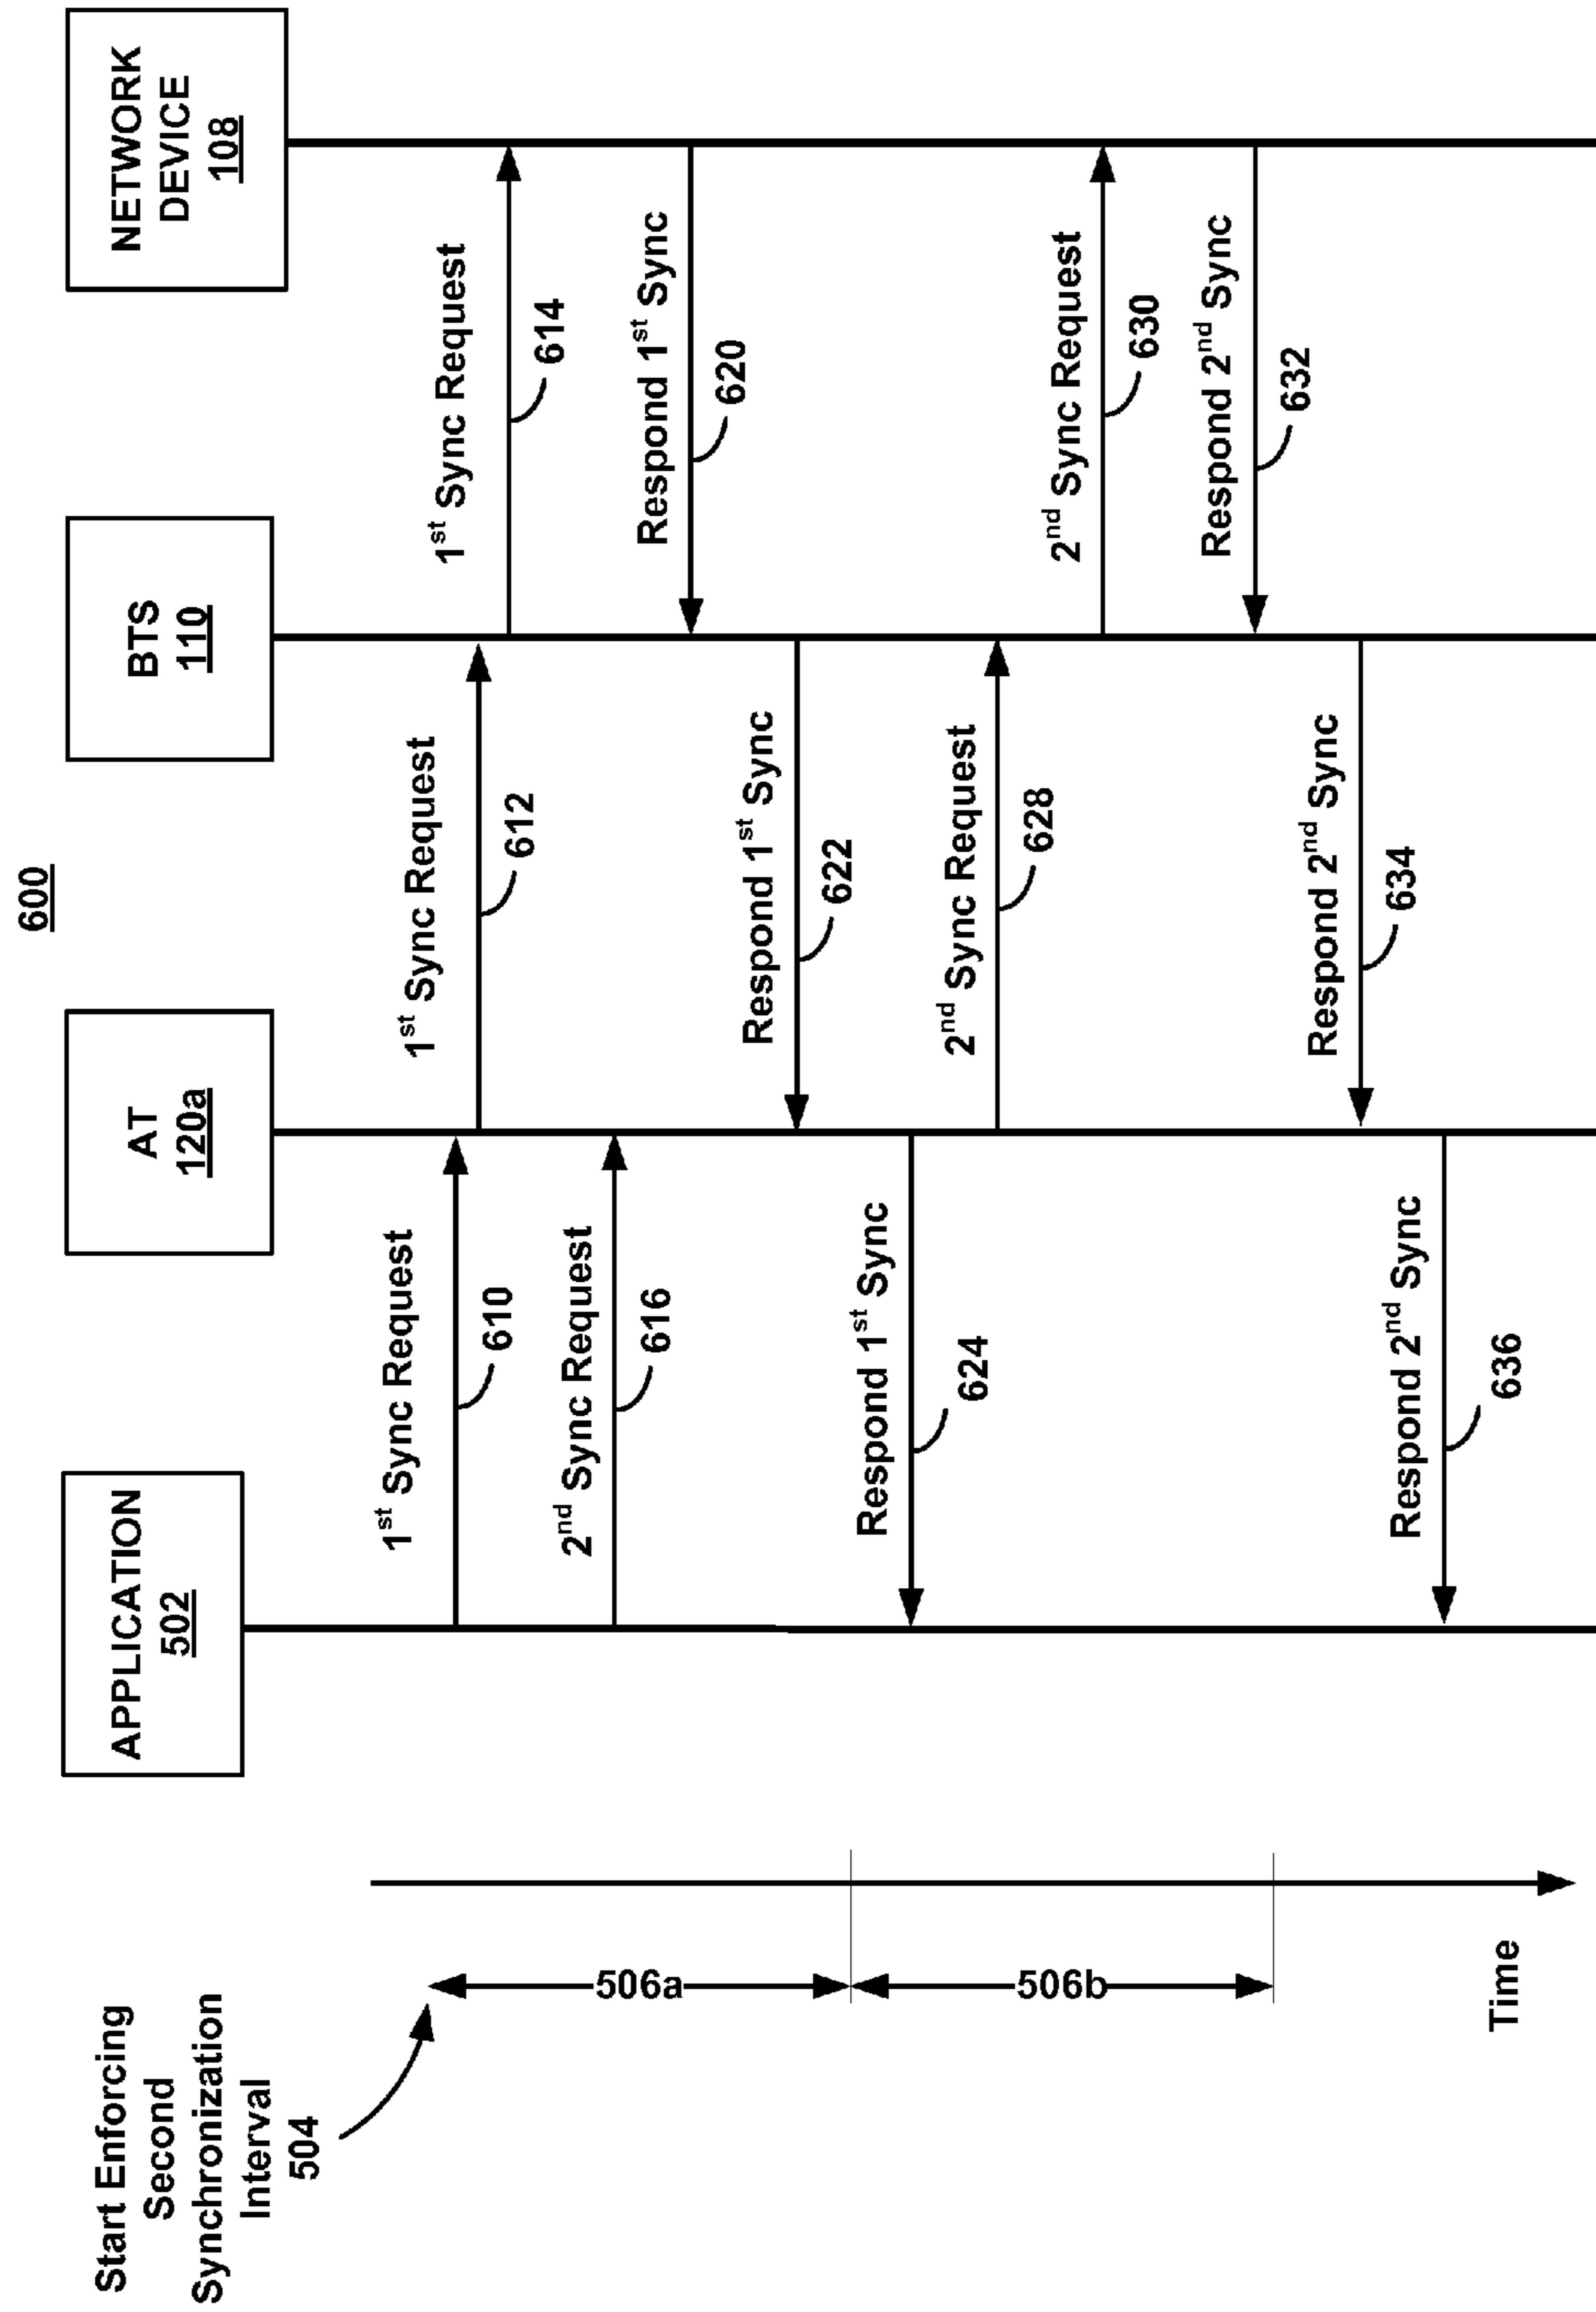 600
APPLICATION
502
AT
120a
BTS
110
NETWORK
DEVICE
108
Start Enforcing
Second
Synchronization
Interval
504
506a
506b
Time
1st Sync Request
610
1st Sync Request
612
1st Sync Request
614
2nd Sync Request
616
Respond 1st Sync
620
Respond 1st Sync
622
Respond 1st Sync
624
2nd Sync Request
628
2nd Sync Request
630
Respond 2nd Sync
632
Respond 2nd Sync
634
Respond 2nd Sync
636